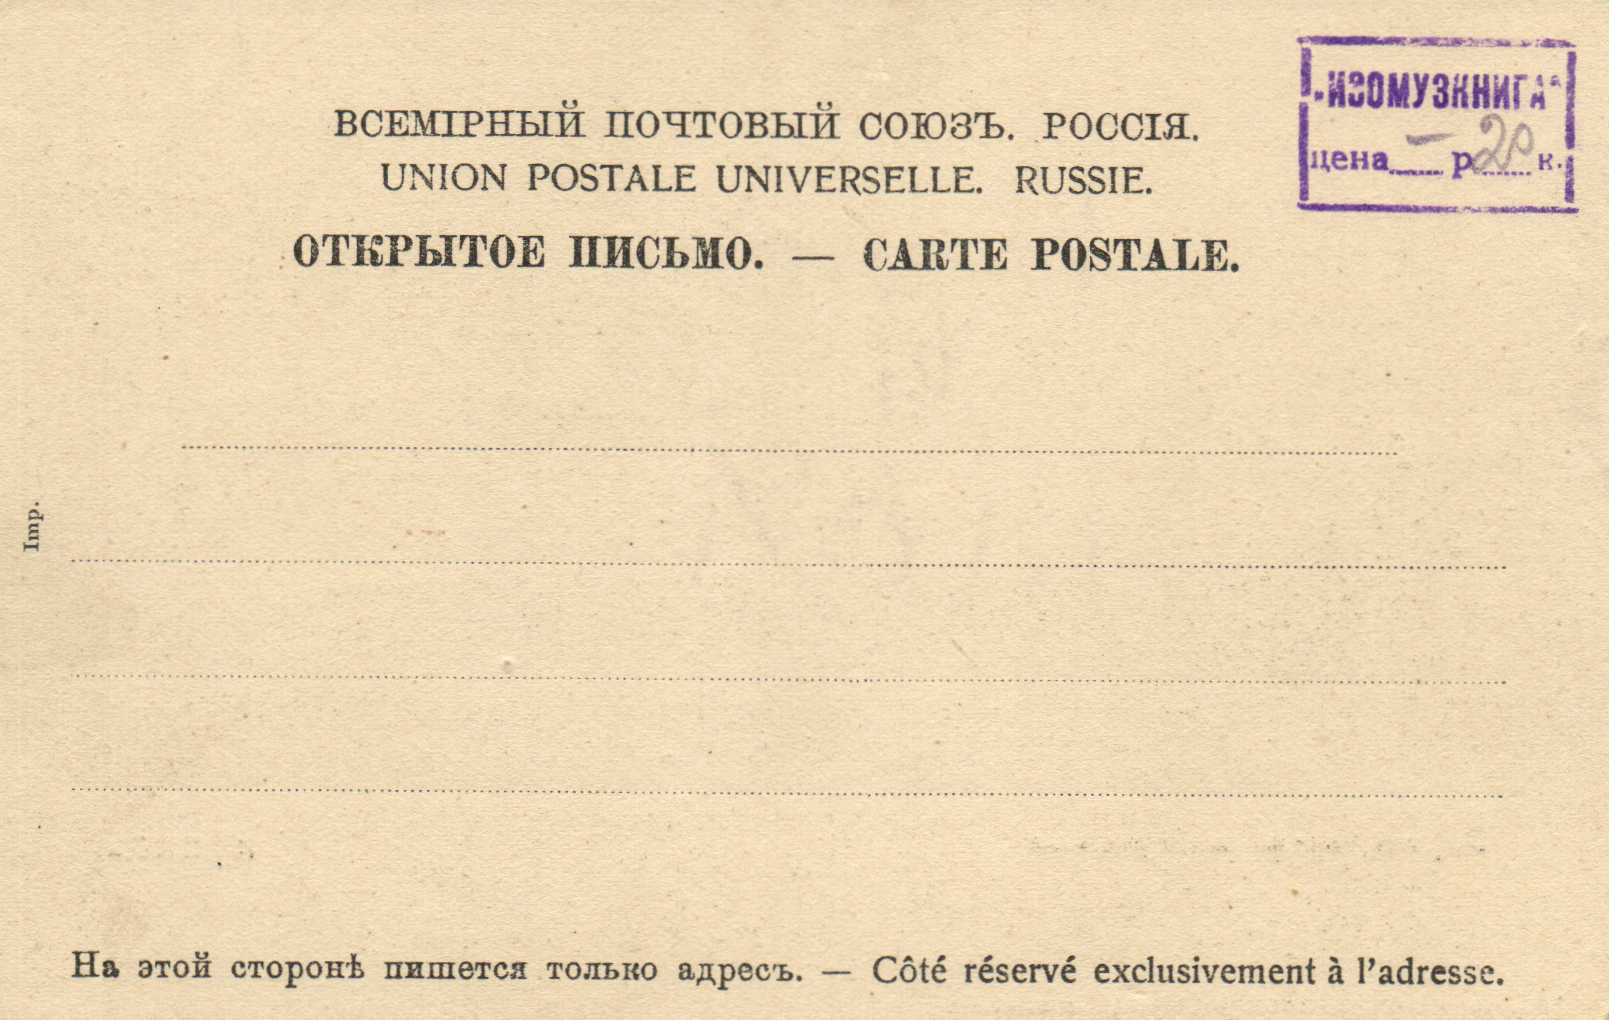 ВСЕМІРНЫЙ ПОЧТОВЫЙ СОЮЗЪ. РОССІЯ.
UNION POSTALE UNIVERSELLE. RUSSIE.
ОТКРЫТОЕ ПИСЬМО. — CARTE POSTALE.
„ИЗОМУЗКНИГА“
цена — р. 20 к.
Imp.
На этой сторонѣ пишется только адресъ. — Côté réservé exclusivement à l'adresse.